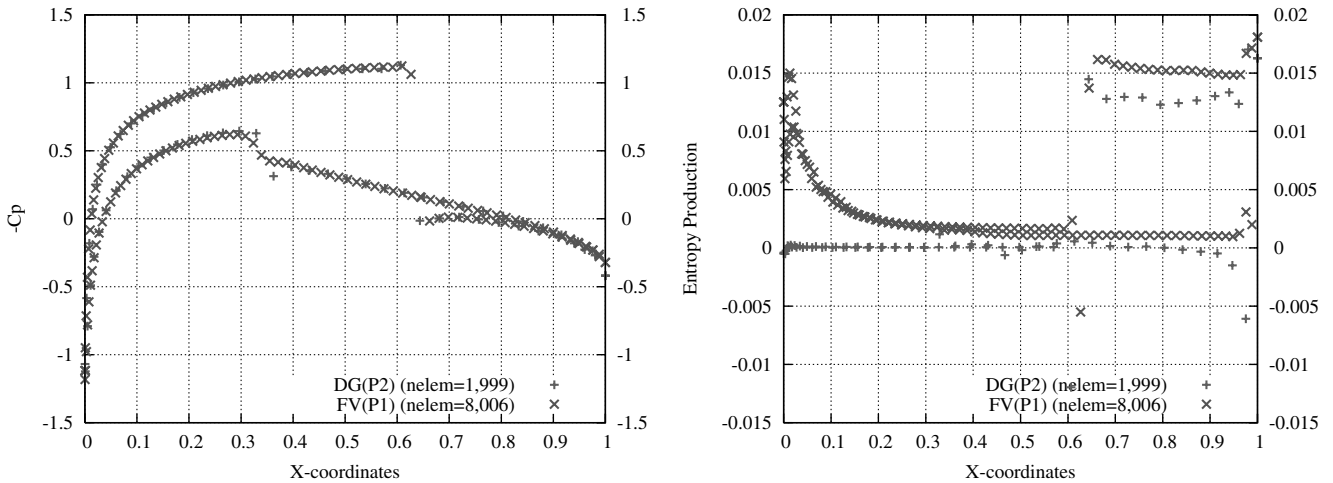 1.5 1.5 0.02 0.02
1 1 0.015 0.015
0.5 0.5 0.01 0.01
0 0 0.005 0.005
-0.5 -0.5 0 0
-1 -1 -0.005 -0.005
-1.5 -1.5 -0.01 -0.01
-0.015 -0.015
-Cp
Entropy Production
DG(P2) (nelem=1,999)
FV(P1) (nelem=8,006)
DG(P2) (nelem=1,999)
FV(P1) (nelem=8,006)
0 0.1 0.2 0.3 0.4 0.5 0.6 0.7 0.8 0.9 1
0 0.1 0.2 0.3 0.4 0.5 0.6 0.7 0.8 0.9 1
X-coordinates
X-coordinates